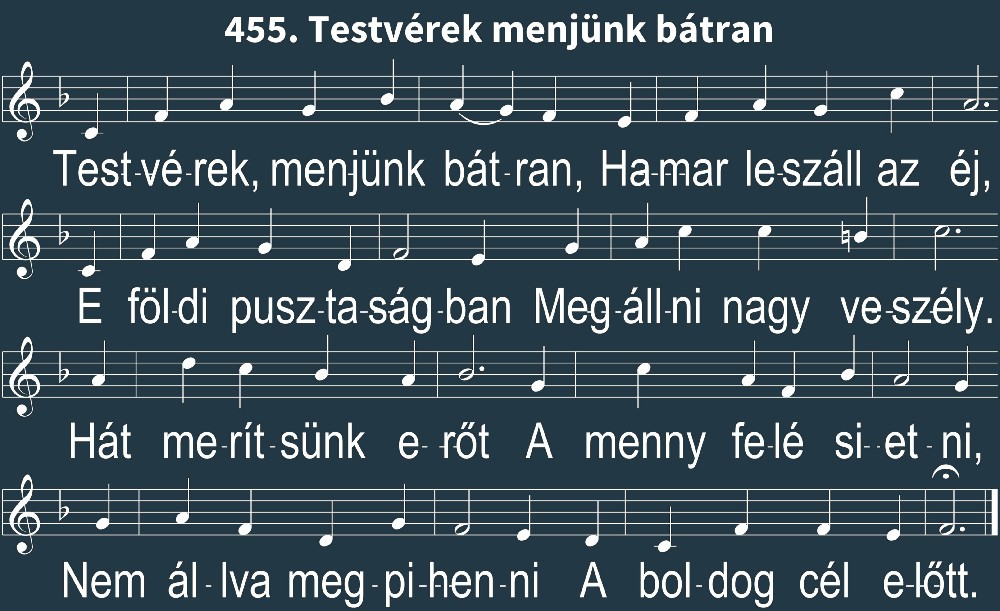 455. Testvérek menjünk bátran
Test-vé-rek, menjünk bát-ran, Ha-mar le-száll az éj,
E föl-di pusz-ta-ság-ban Meg-áll-ni nagy ve-szély.
Hát me-rít-sünk e-rőt A menny fe-lé si-et-ni,
Nem ál-lva meg-pi-hen-ni A bol-dog cél e-lőtt.